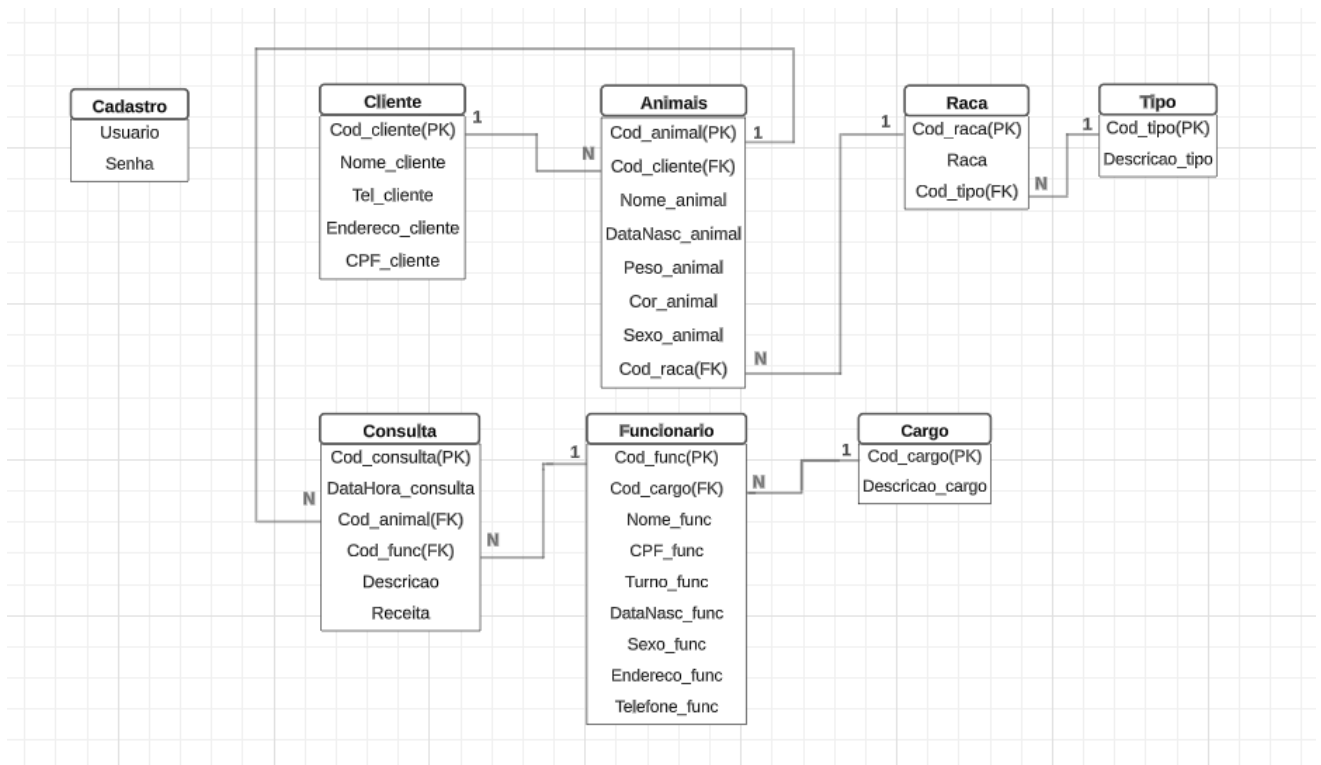 Cadastro
Usuario
Senha
Cliente
Cod_cliente(PK)
Nome_cliente
Tel_cliente
Endereco_cliente
CPF_cliente
1
N
Animais
Cod_animal(PK)
Cod_cliente(FK)
Nome_animal
DataNasc_animal
Peso_animal
Cor_animal
Sexo_animal
Cod_raca(FK)
1
N
1
Raca
Cod_raca(PK)
Raca
Cod_tipo(FK)
N
1
Tipo
Cod_tipo(PK)
Descricao_tipo
N
Consulta
Cod_consulta(PK)
DataHora_consulta
Cod_animal(FK)
Cod_func(FK)
Descricao
Receita
N
1
Funcionario
Cod_func(PK)
Cod_cargo(FK)
Nome_func
CPF_func
Turno_func
DataNasc_func
Sexo_func
Endereco_func
Telefone_func
N
1
Cargo
Cod_cargo(PK)
Descricao_cargo